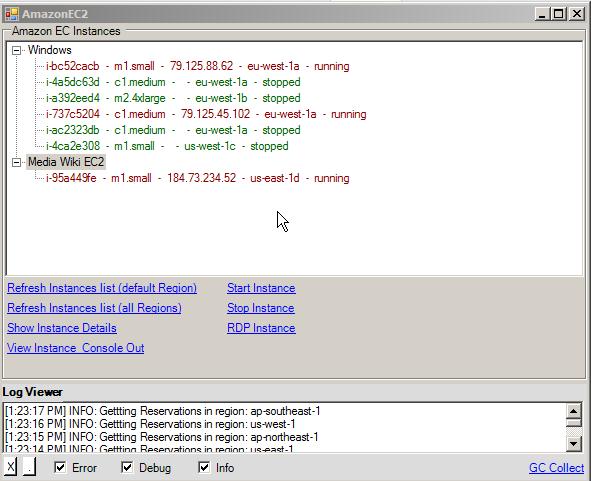 AmazonEC2
Amazon EC Instances
Windows
i-bc52cacb - m1.small - 79.125.88.62 - eu-west-1a - running
i-4a5dc63d - c1.medium - - eu-west-1a - stopped
i-a392eed4 - m2.4xlarge - - eu-west-1b - stopped
i-737c5204 - c1.medium - 79.125.45.102 - eu-west-1a - running
i-ac2323db - c1.medium - - eu-west-1a - stopped
i-4ca2e308 - m1.small - - us-west-1c - stopped
Media Wiki EC2
i-95a449fe - m1.small - 184.73.234.52 - us-east-1d - running
Refresh Instances list (default Region) Start Instance
Refresh Instances list (all Regions) Stop Instance
Show Instance Details RDP Instance
View Instance Console Out
Log Viewer
[1:23:17 PM] INFO: Gettting Reservations in region: ap-southeast-1
[1:23:16 PM] INFO: Gettting Reservations in region: us-west-1
[1:23:15 PM] INFO: Gettting Reservations in region: ap-northeast-1
[1:23:14 PM] INFO: Gettting Reservations in region: us-east-1
X . Error Debug Info GC Collect